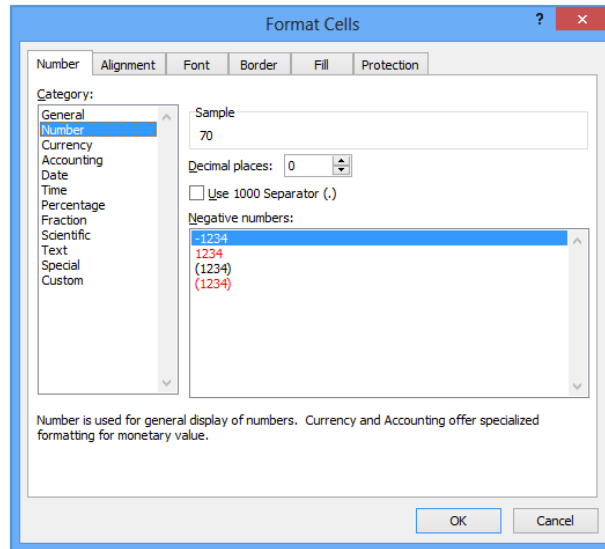 Format Cells
? ×
Number Alignment Font Border Fill Protection
Category:
General
Number
Currency
Accounting
Date
Time
Percentage
Fraction
Scientific
Text
Special
Custom
Sample
70
Decimal places: 0
Use 1000 Separator (.)
Negative numbers:
-1234
1234
(1234)
(1234)
Number is used for general display of numbers. Currency and Accounting offer specialized
formatting for monetary value.
OK Cancel